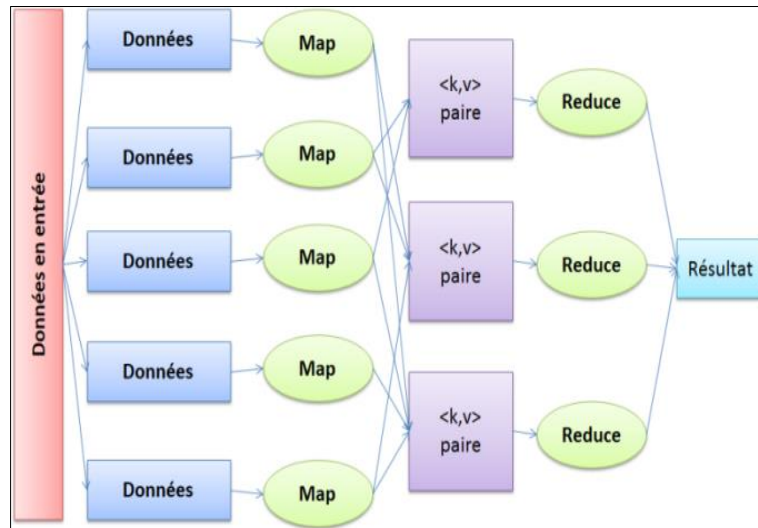 Données en entrée
Données
Map
Données
Map
Données
Map
Données
Map
Données
Map
<k,v>
paire
Reduce
<k,v>
paire
Reduce
<k,v>
paire
Reduce
Résultat